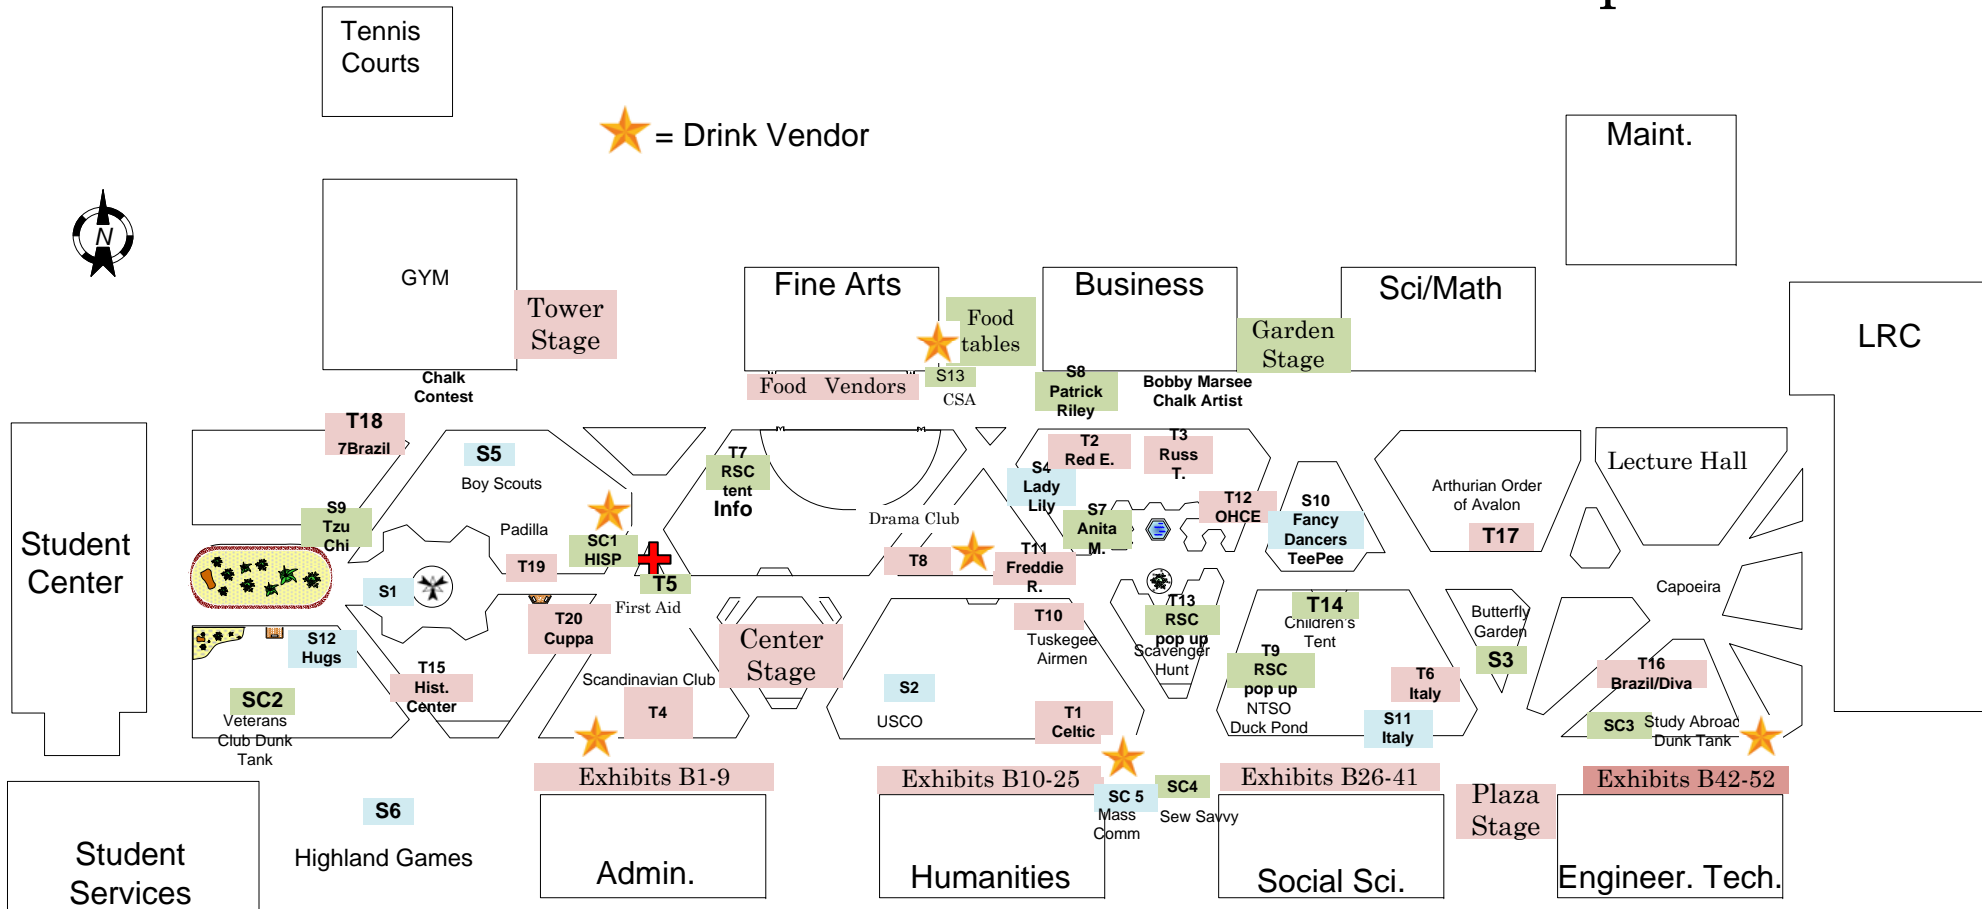 Tennis
Courts
= Drink Vendor
Maint.
N
GYM
Tower
Stage
Fine Arts
Food
tables
Business
Garden
Stage
Sci/Math
LRC
Chalk
Contest
Food Vendors
S13
CSA
S8
Patrick
Riley
Bobby Marsee
Chalk Artist
T18
7Brazil
S5
Boy Scouts
T7
RSC
tent
Info
Drama Club
T2
Red E.
T3
Russ
T.
S4
Lady
Lily
S7
Anita
M.
T12
OHCE
S10
Fancy
Dancers
TeePee
Arthurian Order
of Avalon
T17
Lecture Hall
S9
Tzu
Chi
Padilla
SC1
HISP
T19
T5
First Aid
T8
T11
Freddie
R.
Student
Center
S1
T20
Cuppa
Center
Stage
T10
Tuskegee
Airmen
T13
RSC
pop up
Scavenger
Hunt
T14
Children's
Tent
Butterfly
Garden
S3
Capoeira
S12
Hugs
T15
Hist.
Center
Scandinavian Club
T4
S2
USCO
T1
Celtic
T9
RSC
pop up
NTSO
Duck Pond
T6
Italy
S11
Italy
T16
Brazil/Diva
SC2
Veterans
Club Dunk
Tank
SC3
Study Abroad
Dunk Tank
Exhibits B1-9
Exhibits B10-25
Exhibits B26-41
Exhibits B42-52
S6
Highland Games
SC 5
Mass
Comm
SC4
Sew Savvy
Plaza
Stage
Student
Services
Admin.
Humanities
Social Sci.
Engineer. Tech.